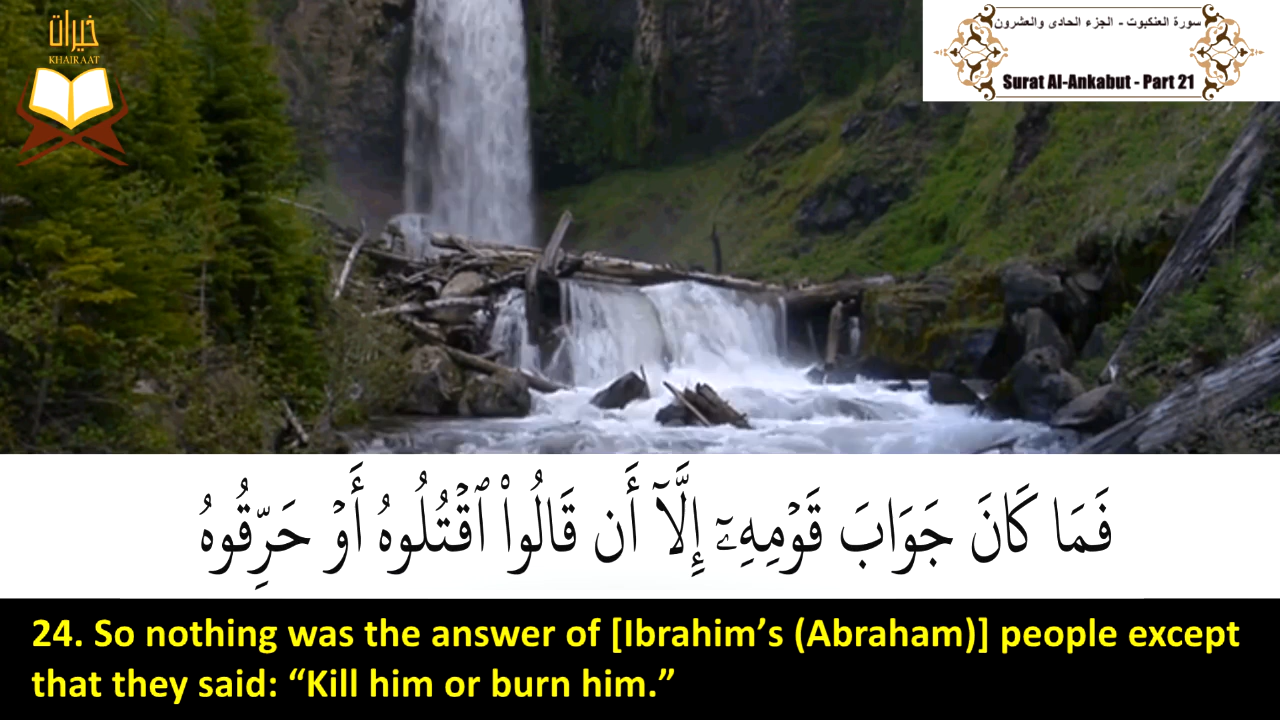 خيرات
KHAIRAAT
سورة العنكبوت - الجزء الحادى والعشرون
Surat Al-Ankabut - Part 21
فَمَا كَانَ جَوَابَ قَوْمِهِۦٓ إِلَّآ أَن قَالُوا۟ ٱقْتُلُوهُ أَوْ حَرِّقُوهُ
24. So nothing was the answer of [Ibrahim’s (Abraham)] people except
that they said: “Kill him or burn him.”